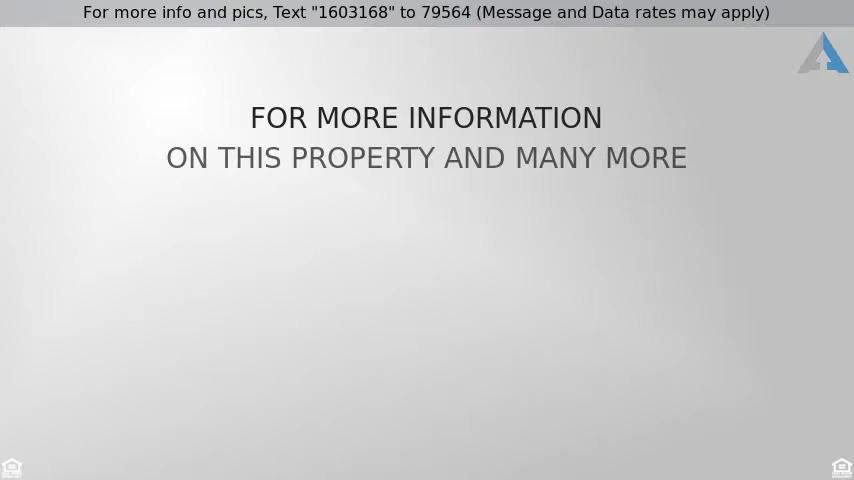 For more info and pics, Text "1603168" to 79564 (Message and Data rates may apply)
FOR MORE INFORMATION
ON THIS PROPERTY AND MANY MORE